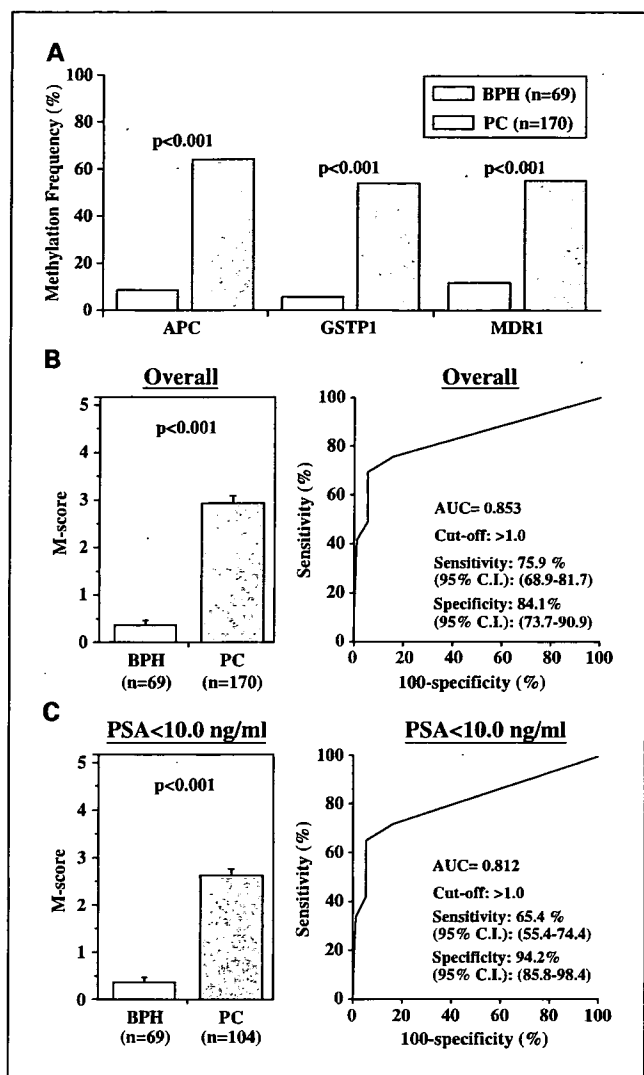 A
100
80
60
40
20
0
Methylation Frequency (%)
BPH (n=69)
PC (n=170)
p<0.001
p<0.001
p<0.001
APC
GSTP1
MDR1
B
Overall
5
4
3
2
1
0
M-score
p<0.001
BPH
(n=69)
PC
(n=170)
Overall
100
80
60
40
20
0
Sensitivity (%)
AUC= 0.853
Cut-off: >1.0
Sensitivity: 75.9 %
(95% C.I.): (68.9-81.7)
Specificity: 84.1%
(95% C.I.): (73.7-90.9)
0 20 40 60 80 100
100-specificity (%)
C
PSA<10.0 ng/ml
5
4
3
2
1
0
M-score
p<0.001
BPH
(n=69)
PC
(n=104)
PSA<10.0 ng/ml
100
80
60
40
20
0
Sensitivity (%)
AUC= 0.812
Cut-off: >1.0
Sensitivity: 65.4 %
(95% C.I.): (55.4-74.4)
Specificity: 94.2%
(95% C.I.): (85.8-98.4)
0 20 40 60 80 100
100-specificity (%)